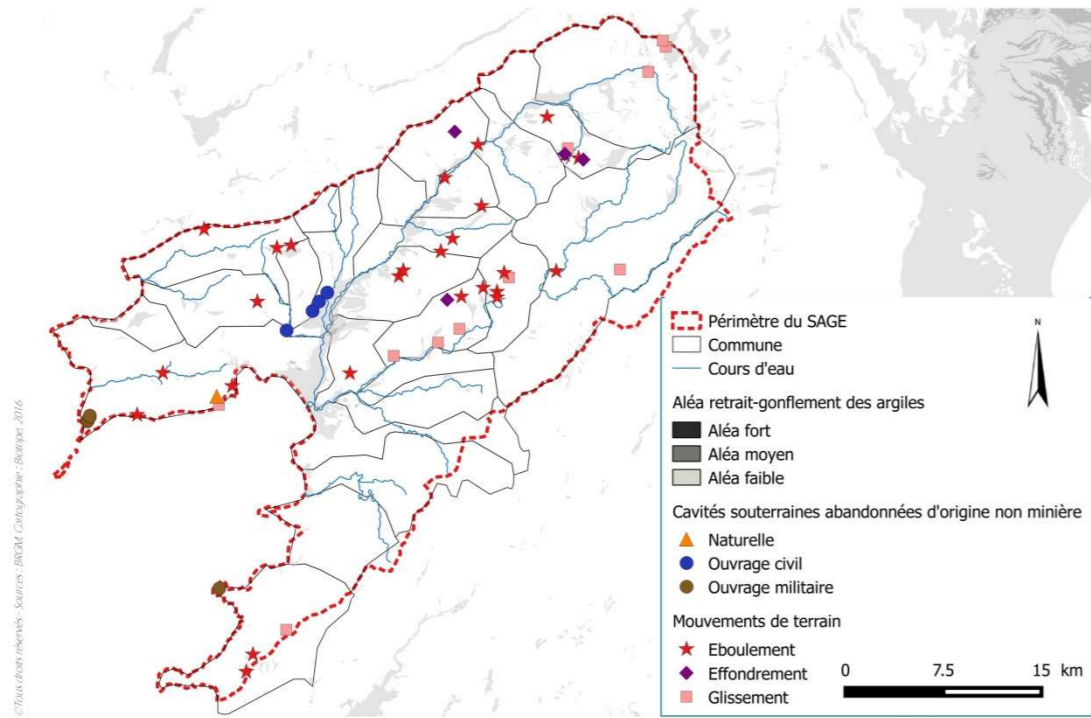 ©Tous droits réservés - Sources : BRGM. Cartographie : Biotope, 2016
N
Périmètre du SAGE
Commune
Cours d'eau
Aléa retrait-gonflement des argiles
Aléa fort
Aléa moyen
Aléa faible
Cavités souterraines abandonnées d'origine non minière
Naturelle
Ouvrage civil
Ouvrage militaire
Mouvements de terrain
Eboulement
Effondrement
Glissement
0 7.5 15 km